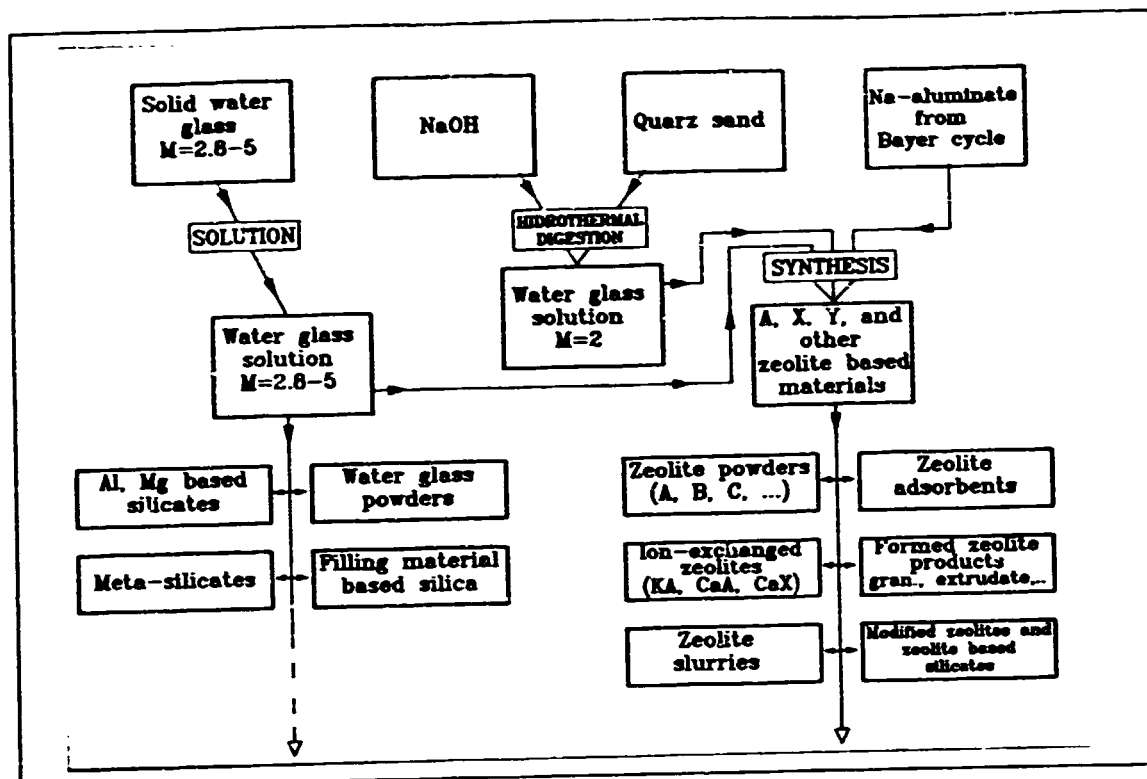 Solid water
glass
M=2.8-5
NaOH
Quarz sand
Na-aluminate
from
Bayer cycle
SOLUTION
HIDROTHERMAL
DIGESTION
SYNTHESIS
Water glass
solution
M=2.8-5
Water glass
solution
M=2
A, X, Y, and
other
zeolite based
materials
Al, Mg based
silicates
Water glass
powders
Meta-silicates
Filling material
based silica
Zeolite powders
(A, B, C, ...)
Zeolite
adsorbents
Ion-exchanged
zeolites
(KA, CaA, CaX)
Formed zeolite
products
gran., extrudate,..
Zeolite
slurries
Modified zeolites and
zeolite based
silicates